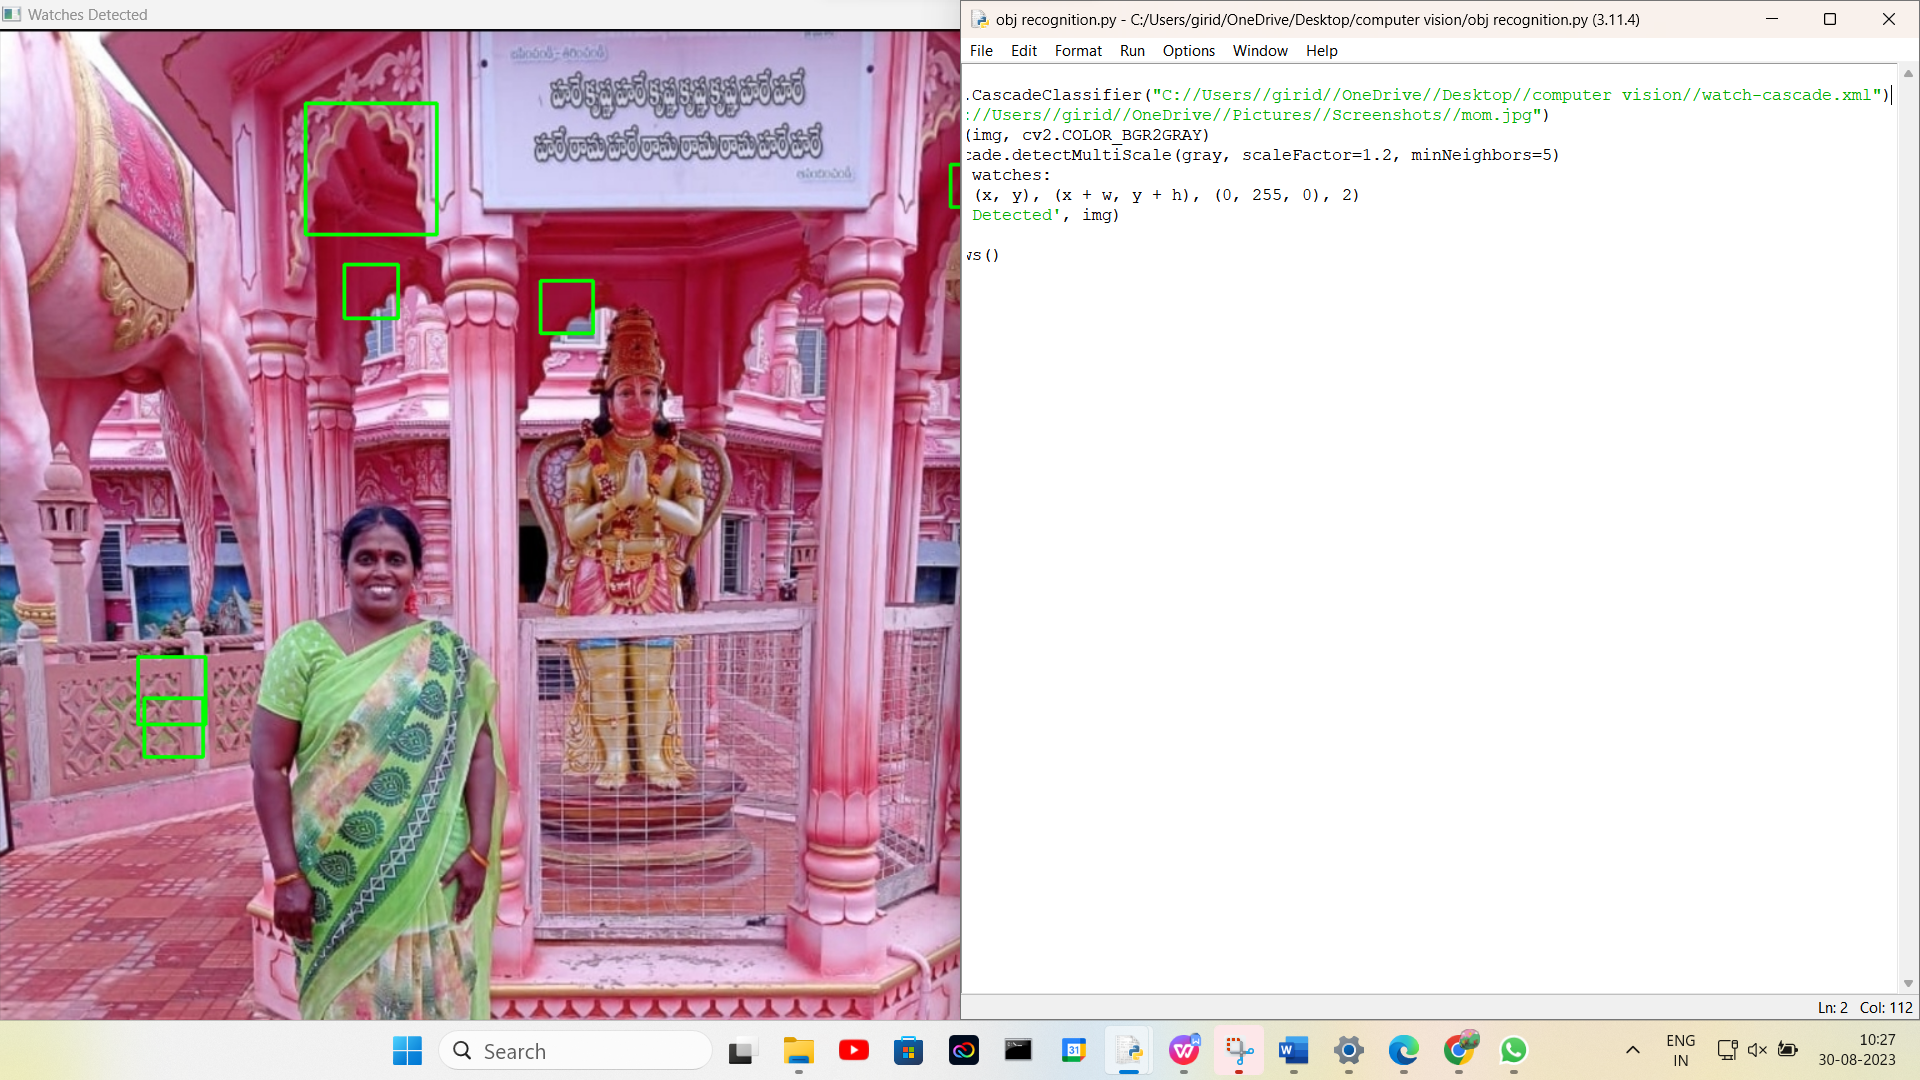 Watches Detected
హరే కృష్ణ హరే కృష్ణ కృష్ణ కృష్ణ హరే హరే
హరే రామ హరే రామ రామ రామ హరే హరే
obj recognition.py - C:/Users/girid/OneDrive/Desktop/computer vision/obj recognition.py (3.11.4)
File Edit Format Run Options Window Help
.CascadeClassifier("C://Users//girid//OneDrive//Desktop//computer vision//watch-cascade.xml")
://Users//girid//OneDrive//Pictures//Screenshots//mom.jpg")
(img, cv2.COLOR_BGR2GRAY)
cade.detectMultiScale(gray, scaleFactor=1.2, minNeighbors=5)
watches:
(x, y), (x + w, y + h), (0, 255, 0), 2)
Detected', img)
ws()
Ln: 2 Col: 112
Search
31
W
ENG
IN
10:27
30-08-2023